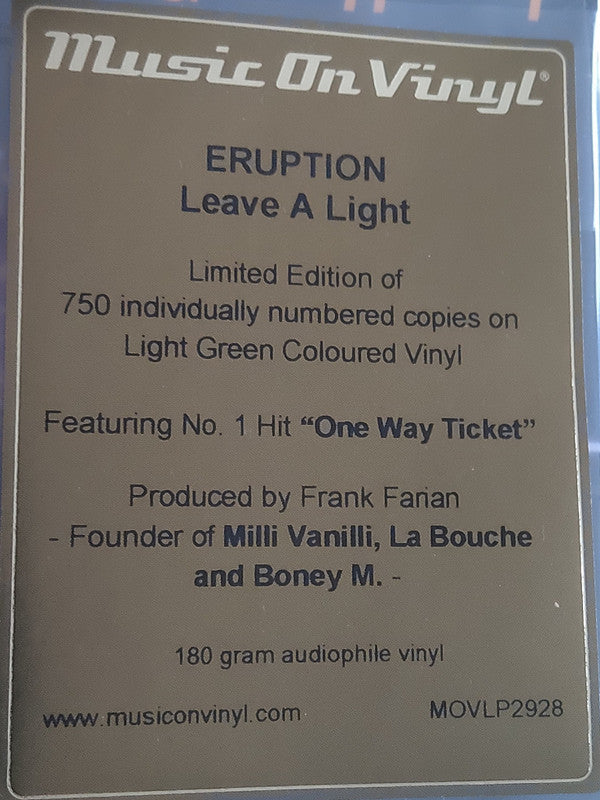 Music On Vinyl®
ERUPTION
Leave A Light
Limited Edition of
750 individually numbered copies on
Light Green Coloured Vinyl
Featuring No. 1 Hit “One Way Ticket”
Produced by Frank Farian
- Founder of Milli Vanilli, La Bouche
and Boney M. -
180 gram audiophile vinyl
www.musiconvinyl.com MOVLP2928